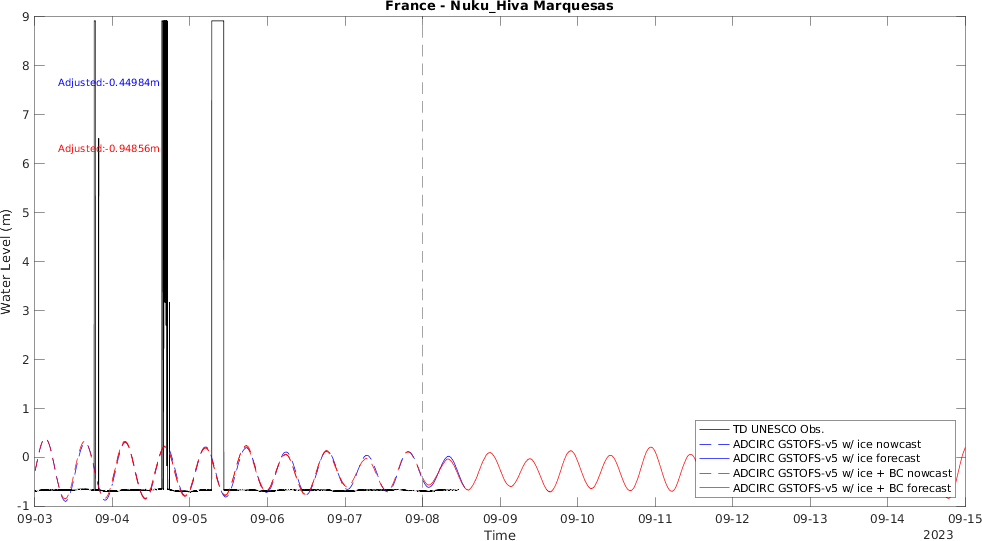 France - Nuku_Hiva Marquesas
9
8
7
6
5
4
3
2
1
0
-1
Water Level (m)
Adjusted:-0.44984m
Adjusted:-0.94856m
TD UNESCO Obs.
ADCIRC GSTOFS-v5 w/ ice nowcast
ADCIRC GSTOFS-v5 w/ ice forecast
ADCIRC GSTOFS-v5 w/ ice + BC nowcast
ADCIRC GSTOFS-v5 w/ ice + BC forecast
09-03 09-04 09-05 09-06 09-07 09-08 09-09 09-10 09-11 09-12 09-13 09-14 09-15
Time
2023